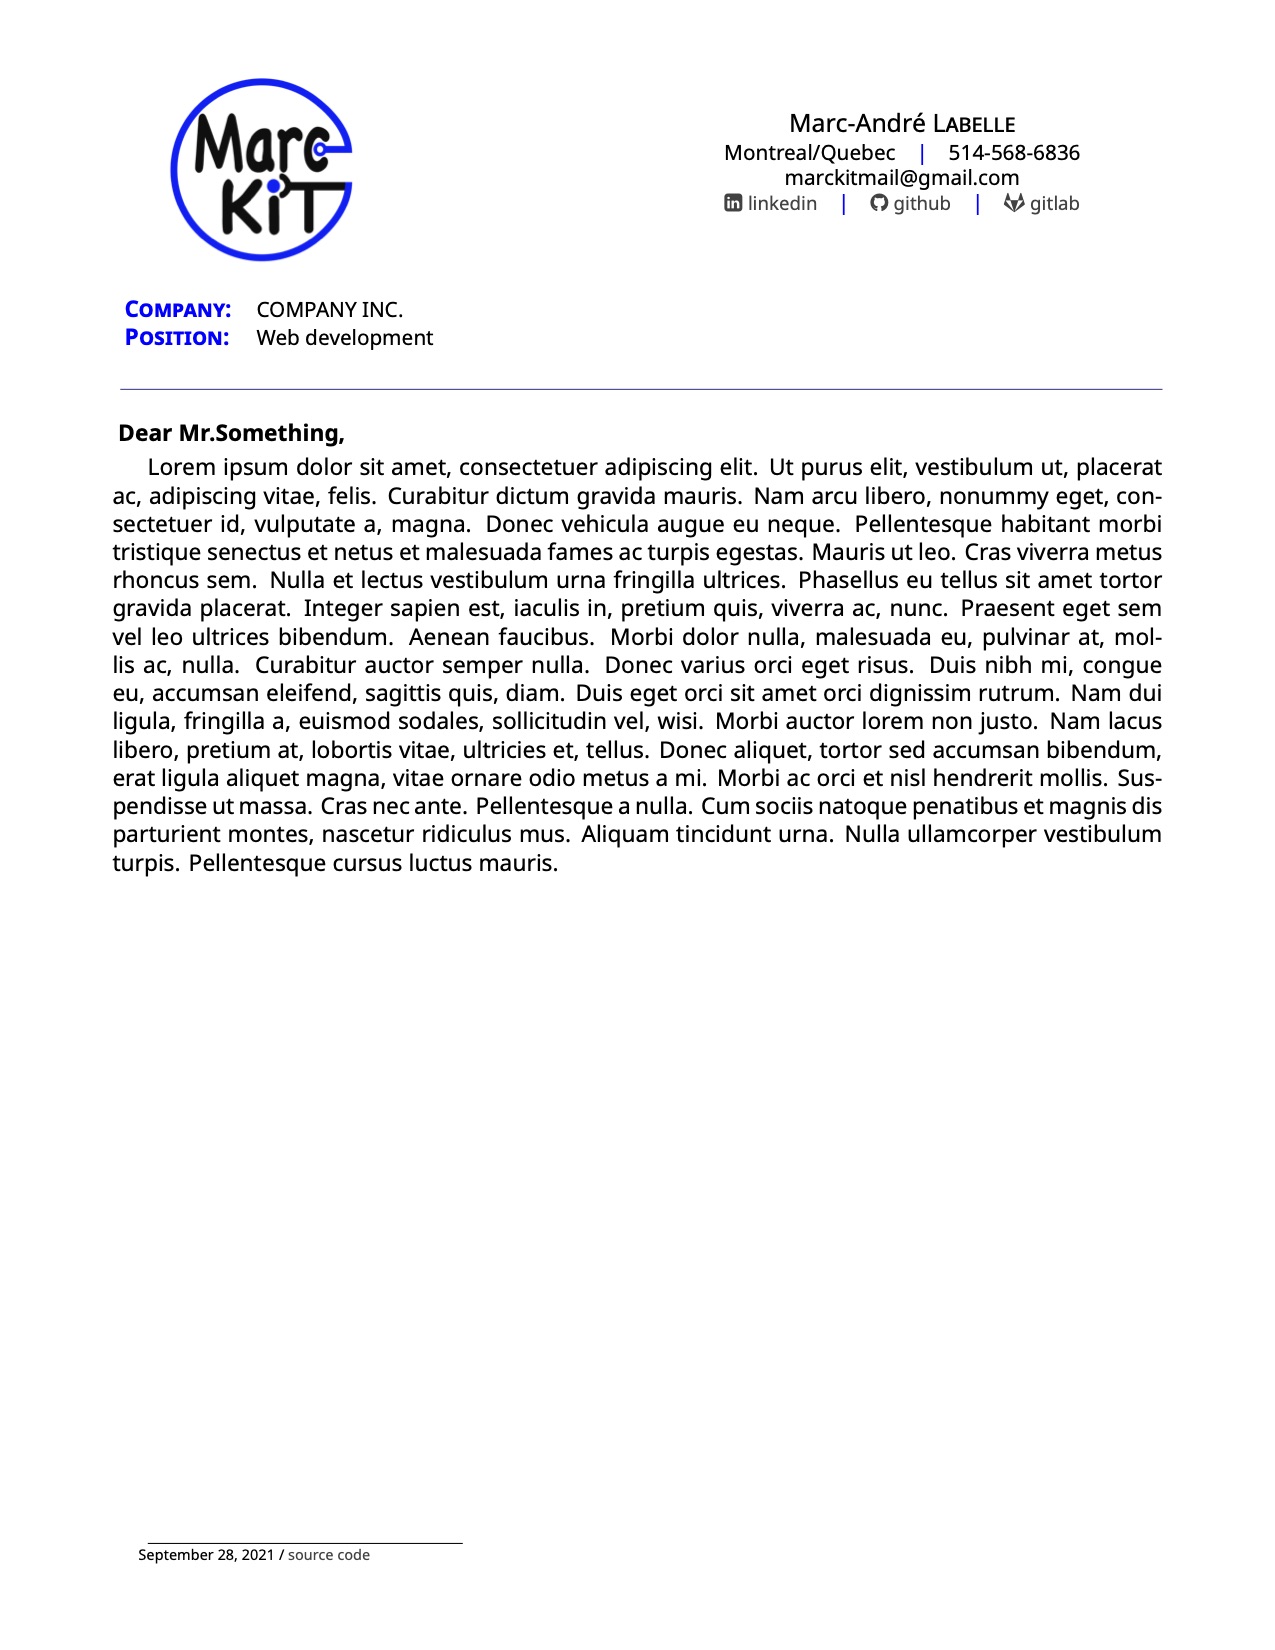 Marc
KiT
Marc-André LABELLE
Montreal/Quebec | 514-568-6836
marckitmail@gmail.com
linkedin | github | gitlab
COMPANY: COMPANY INC.
POSITION: Web development
Dear Mr.Something,
Lorem ipsum dolor sit amet, consectetuer adipiscing elit. Ut purus elit, vestibulum ut, placerat
ac, adipiscing vitae, felis. Curabitur dictum gravida mauris. Nam arcu libero, nonummy eget, con-
sectetuer id, vulputate a, magna. Donec vehicula augue eu neque. Pellentesque habitant morbi
tristique senectus et netus et malesuada fames ac turpis egestas. Mauris ut leo. Cras viverra metus
rhoncus sem. Nulla et lectus vestibulum urna fringilla ultrices. Phasellus eu tellus sit amet tortor
gravida placerat. Integer sapien est, iaculis in, pretium quis, viverra ac, nunc. Praesent eget sem
vel leo ultrices bibendum. Aenean faucibus. Morbi dolor nulla, malesuada eu, pulvinar at, mol-
lis ac, nulla. Curabitur auctor semper nulla. Donec varius orci eget risus. Duis nibh mi, congue
eu, accumsan eleifend, sagittis quis, diam. Duis eget orci sit amet orci dignissim rutrum. Nam dui
ligula, fringilla a, euismod sodales, sollicitudin vel, wisi. Morbi auctor lorem non justo. Nam lacus
libero, pretium at, lobortis vitae, ultricies et, tellus. Donec aliquet, tortor sed accumsan bibendum,
erat ligula aliquet magna, vitae ornare odio metus a mi. Morbi ac orci et nisl hendrerit mollis. Sus-
pendisse ut massa. Cras nec ante. Pellentesque a nulla. Cum sociis natoque penatibus et magnis dis
parturient montes, nascetur ridiculus mus. Aliquam tincidunt urna. Nulla ullamcorper vestibulum
turpis. Pellentesque cursus luctus mauris.
September 28, 2021 / source code